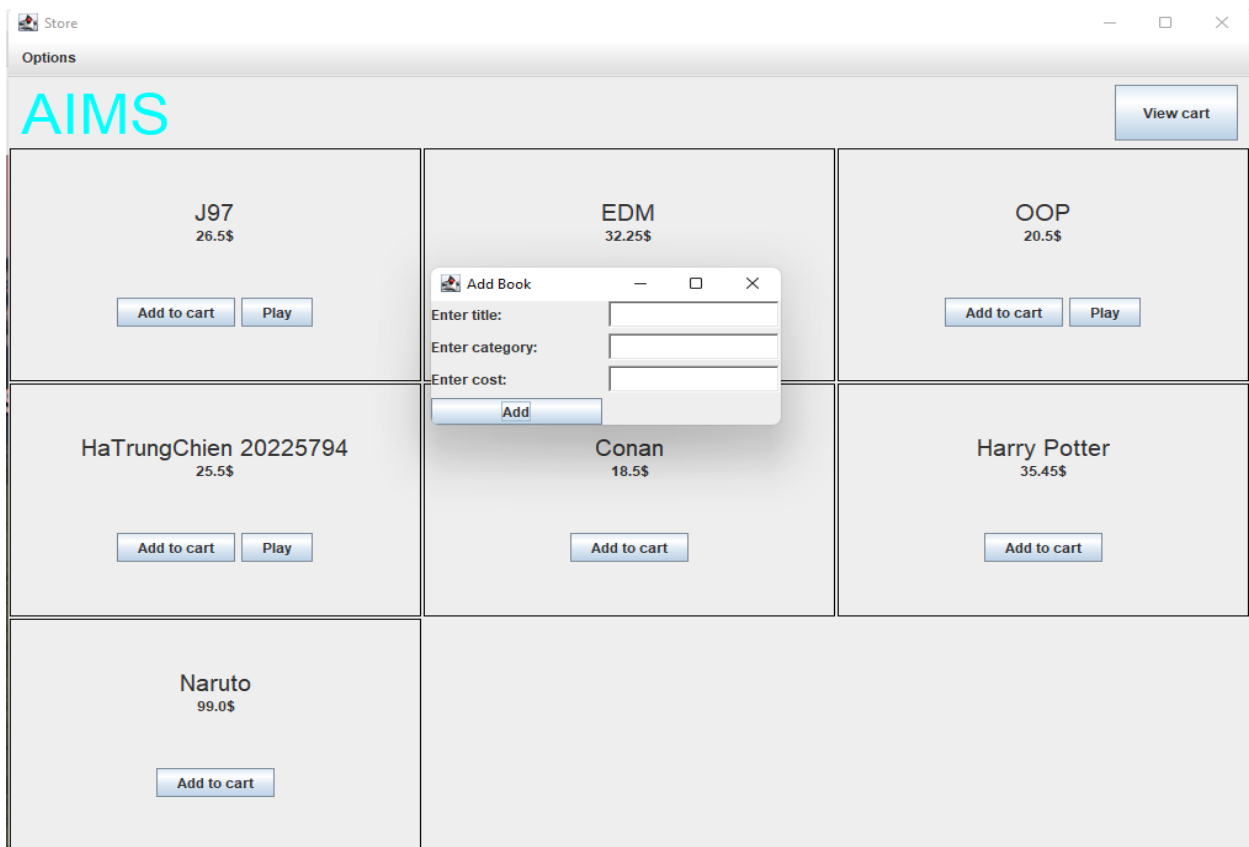 Store
Options
AIMS
View cart
J97
26.5$
Add to cart Play
EDM
32.25$
OOP
20.5$
Add to cart Play
Add Book
Enter title:
Enter category:
Enter cost:
Add
HaTrungChien 20225794
25.5$
Add to cart Play
Conan
18.5$
Add to cart
Harry Potter
35.45$
Add to cart
Naruto
99.0$
Add to cart